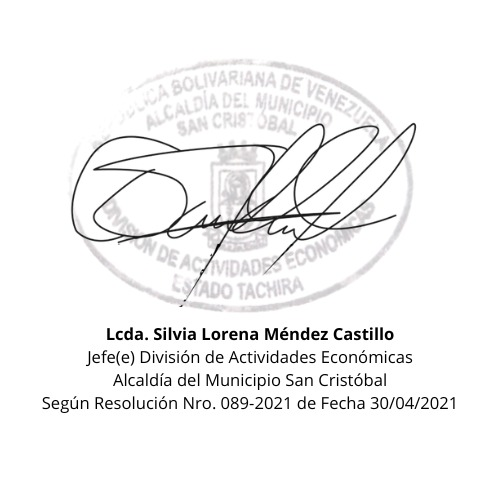 REPÚBLICA BOLIVARIANA DE VENEZUELA
ALCALDÍA DEL MUNICIPIO
SAN CRISTÓBAL
DIVISIÓN DE ACTIVIDADES ECONÓMICAS
ESTADO TACHIRA
Lcda. Silvia Lorena Méndez Castillo
Jefe(e) División de Actividades Económicas
Alcaldía del Municipio San Cristóbal
Según Resolución Nro. 089-2021 de Fecha 30/04/2021